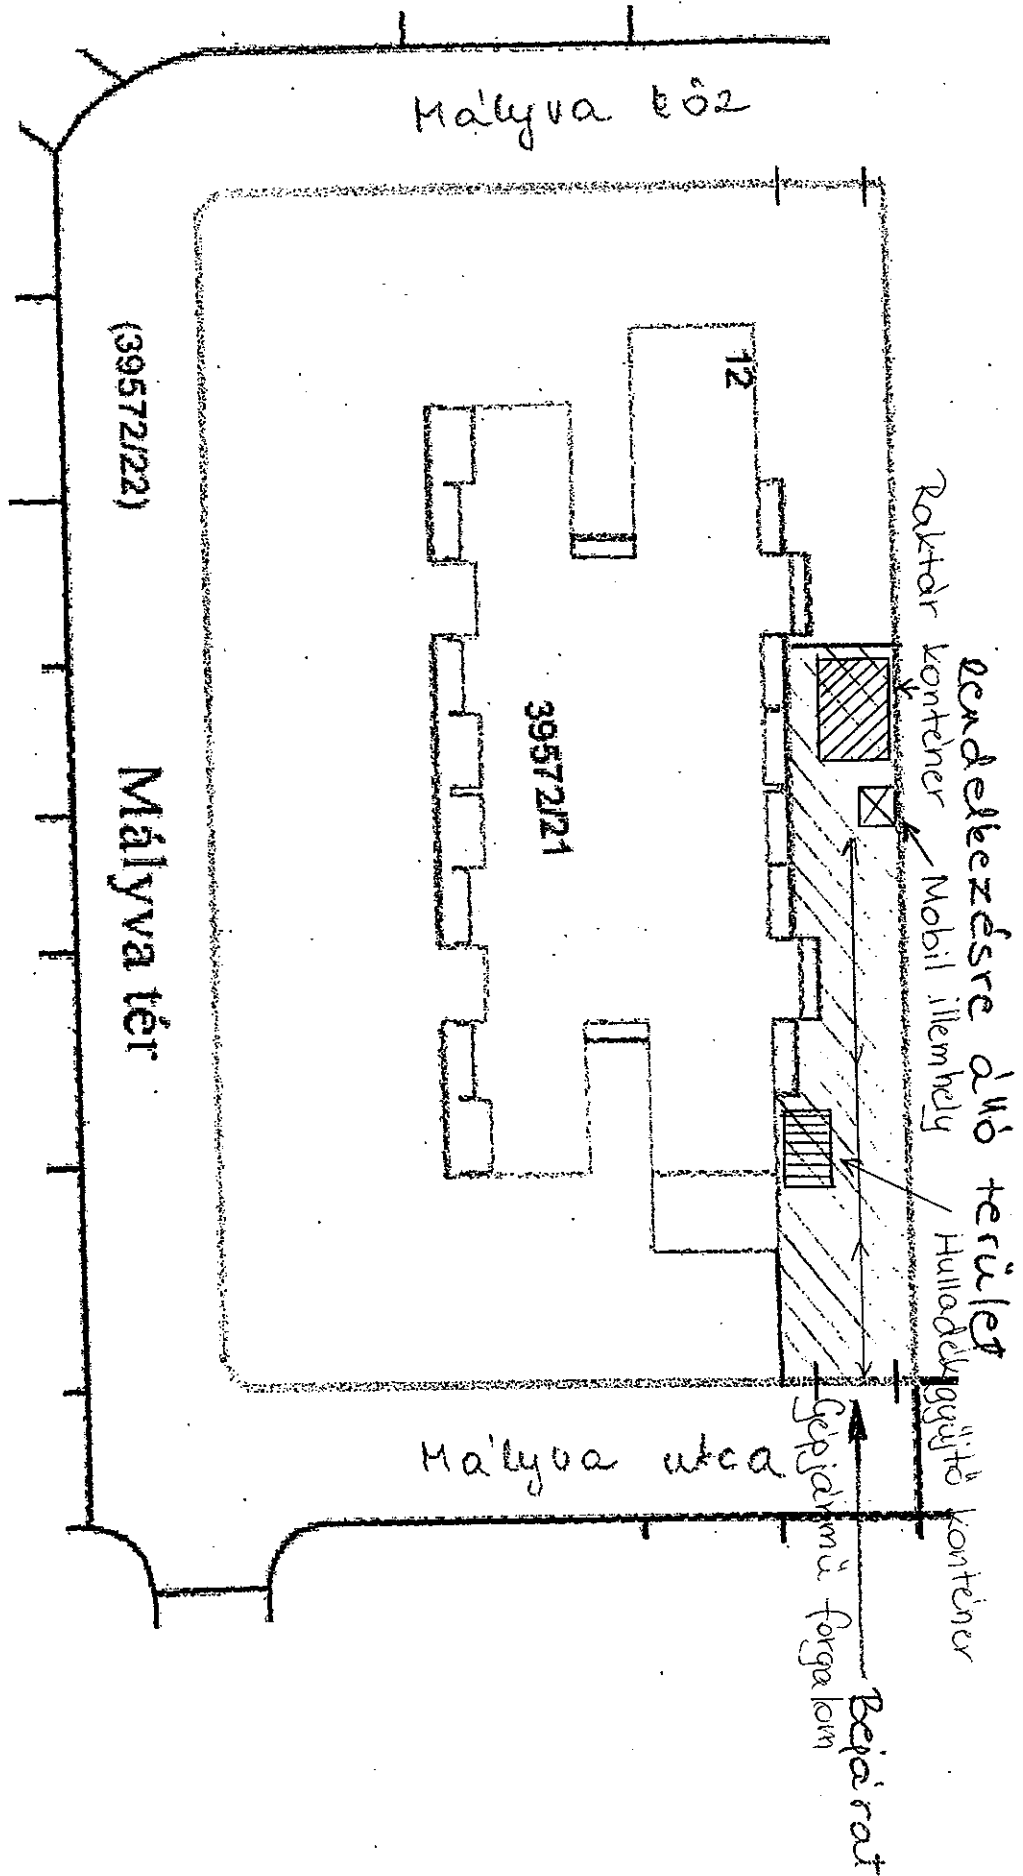 Mályva köz
12
(39572/22)
rendelkezésre álló terület
Raktár konténer
Mobil illemhely
Hulladékgyűjtő konténer
39572/21
Mályva tér
Mályva utca
Gépjármű forgalom
Bejárat